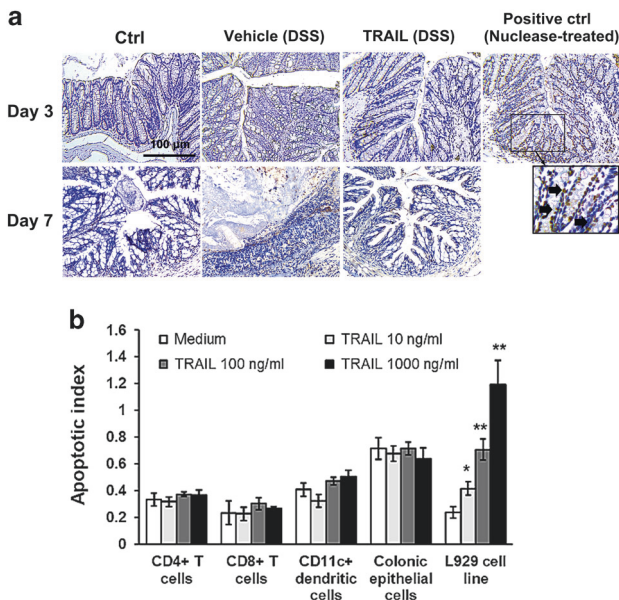 a
Ctrl
Vehicle (DSS)
TRAIL (DSS)
Positive ctrl
(Nuclease-treated)
Day 3
100 µm
Day 7
b
Medium
TRAIL 10 ng/ml
TRAIL 100 ng/ml
TRAIL 1000 ng/ml
Apoptotic index
1.6
1.4
1.2
1
0.8
0.6
0.4
0.2
0
*
**
**
CD4+ T
cells
CD8+ T
cells
CD11c+
dendritic
cells
Colonic
epithelial
cells
L929 cell
line